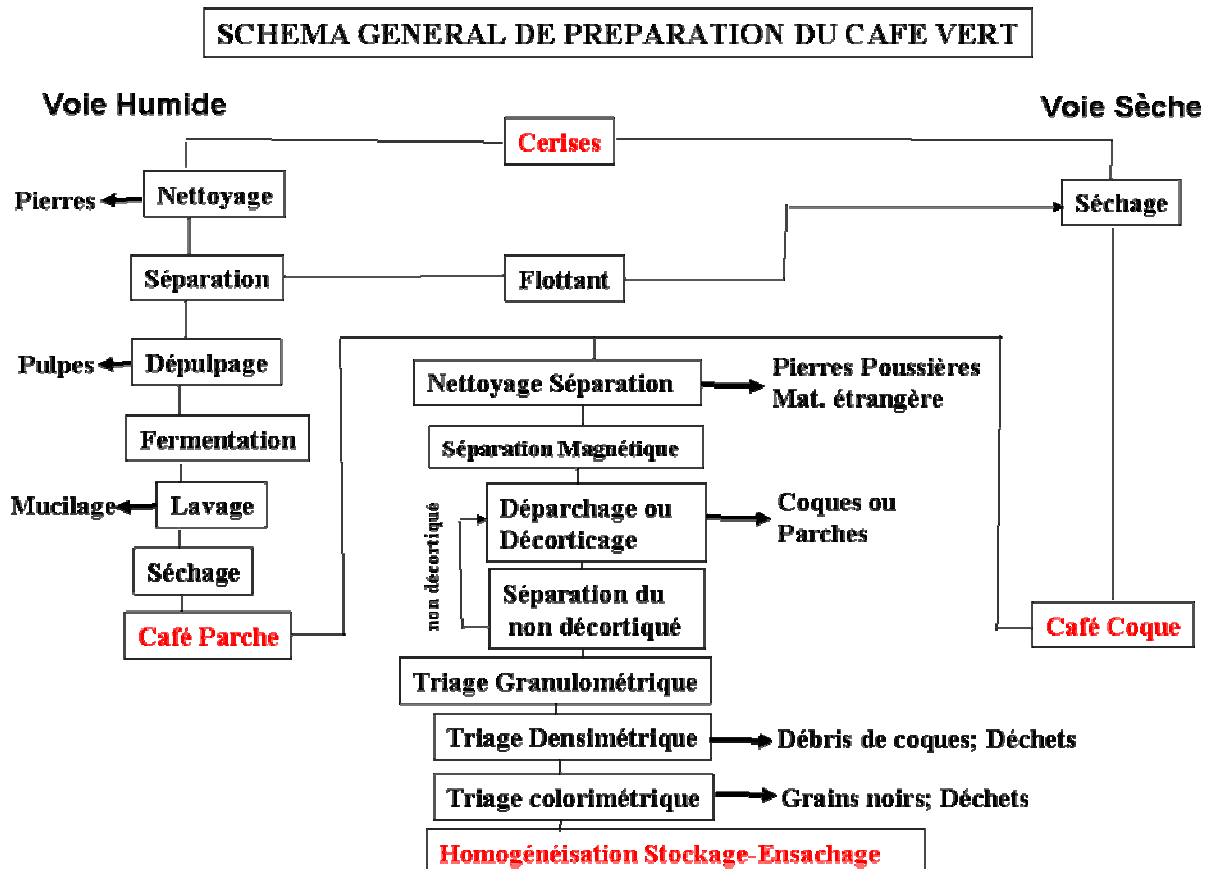 SCHEMA GENERAL DE PREPARATION DU CAFE VERT
Voie Humide
Voie Sèche
Cerises
Pierres
Nettoyage
Séchage
Séparation
Flottant
Pulpes
Dépulpage
Nettoyage Séparation
Pierres Poussières
Mat. étrangère
Fermentation
Séparation Magnétique
Mucilage
Lavage
non décortiqué
Déparchage ou
Décorticage
Coques ou
Parches
Séchage
Séparation du
non décortiqué
Café Parche
Café Coque
Triage Granulométrique
Triage Densimétrique
Débris de coques; Déchets
Triage colorimétrique
Grains noirs; Déchets
Homogénéisation Stockage-Ensachage